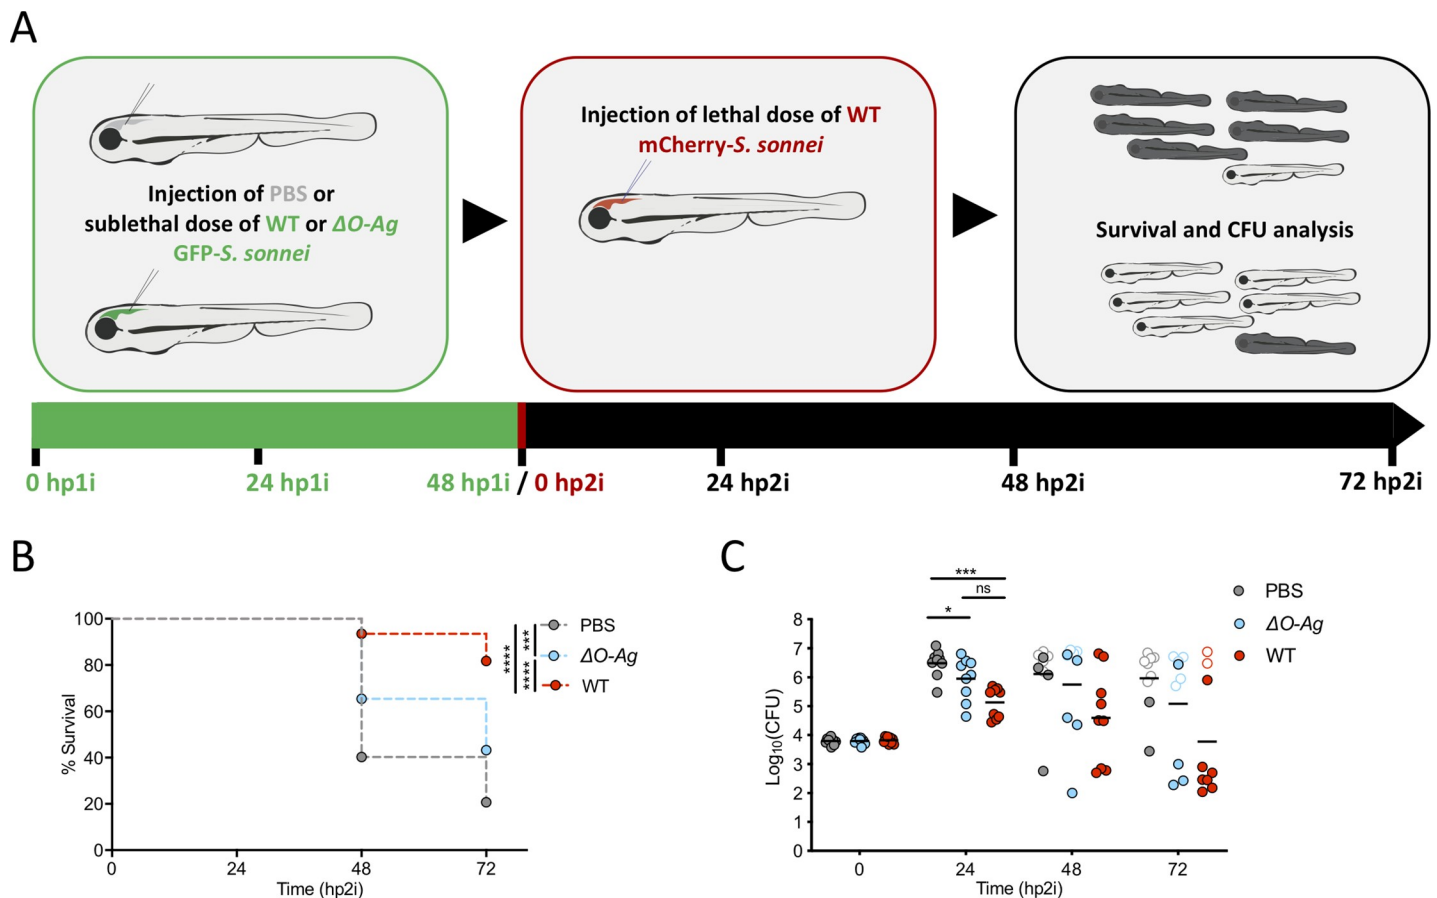 A
Injection of PBS or
sublethal dose of WT or ΔO-Ag
GFP-S. sonnei
Injection of lethal dose of WT
mCherry-S. sonnei
Survival and CFU analysis
0 hp1i
24 hp1i
48 hp1i / 0 hp2i
24 hp2i
48 hp2i
72 hp2i
B
% Survival
100
80
60
40
20
0
0
24
48
72
Time (hp2i)
****
***
****
PBS
ΔO-Ag
WT
C
Log10(CFU)
8
7
6
5
4
3
2
1
0
***
ns
*
0
24
48
72
Time (hp2i)
PBS
ΔO-Ag
WT